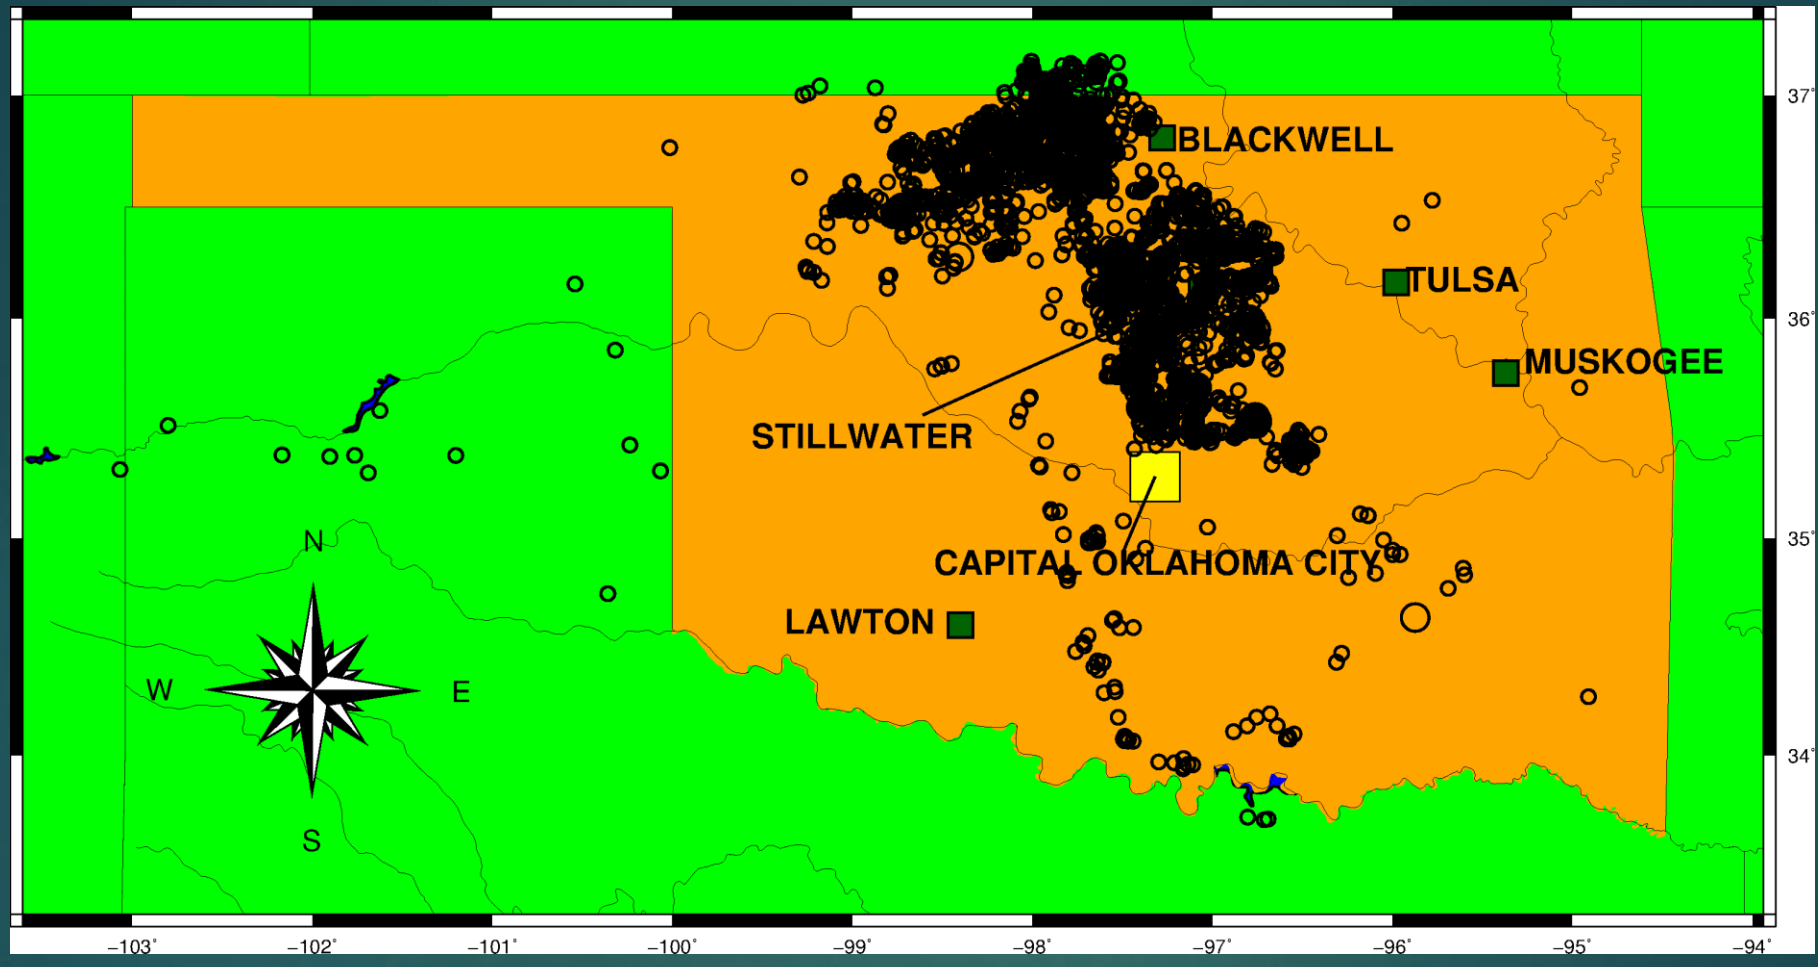 37°
BLACKWELL
TULSA
36°
MUSKOGEE
STILLWATER
N
35°
CAPITAL OKLAHOMA CITY
LAWTON
W
E
34°
S
−103°
−102°
−101°
−100°
−99°
−98°
−97°
−96°
−95°
−94°